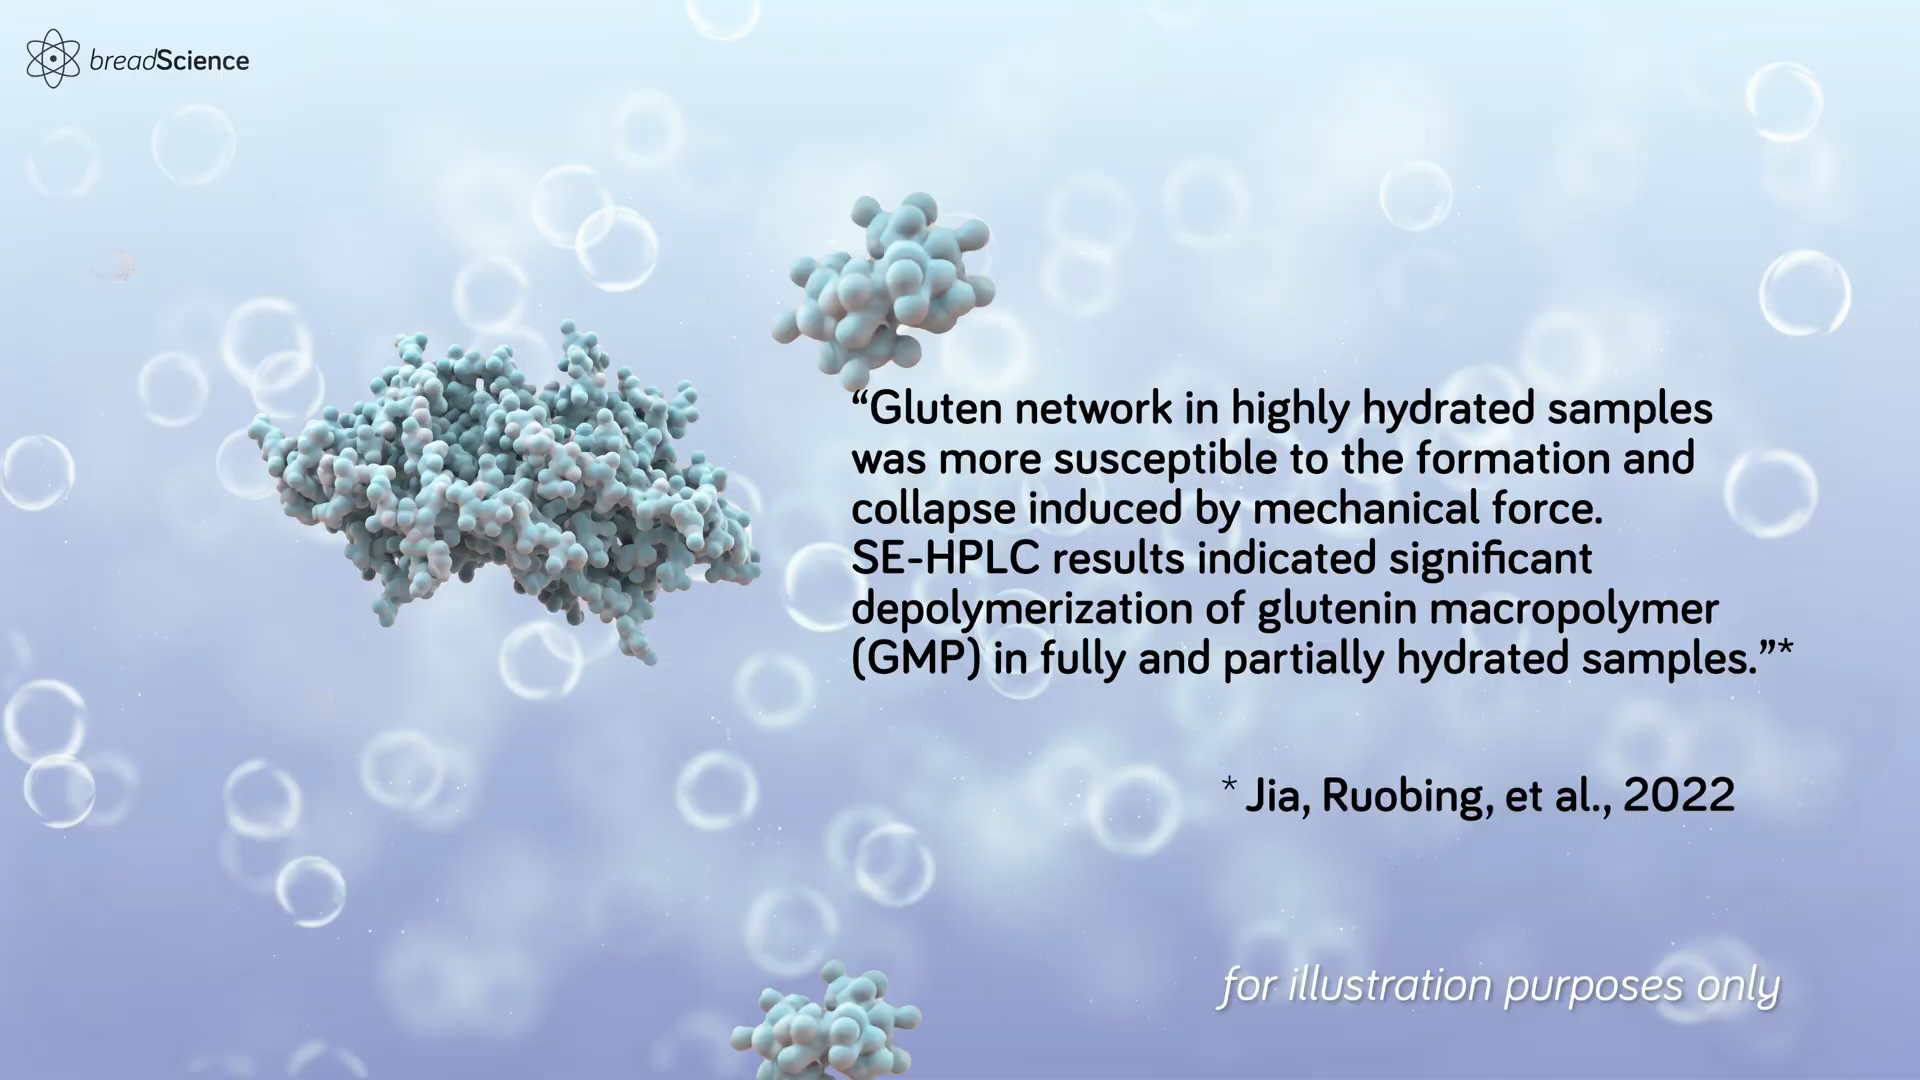 breadScience
“Gluten network in highly hydrated samples
was more susceptible to the formation and
collapse induced by mechanical force.
SE-HPLC results indicated significant
depolymerization of glutenin macropolymer
(GMP) in fully and partially hydrated samples.”*
* Jia, Ruobing, et al., 2022
for illustration purposes only